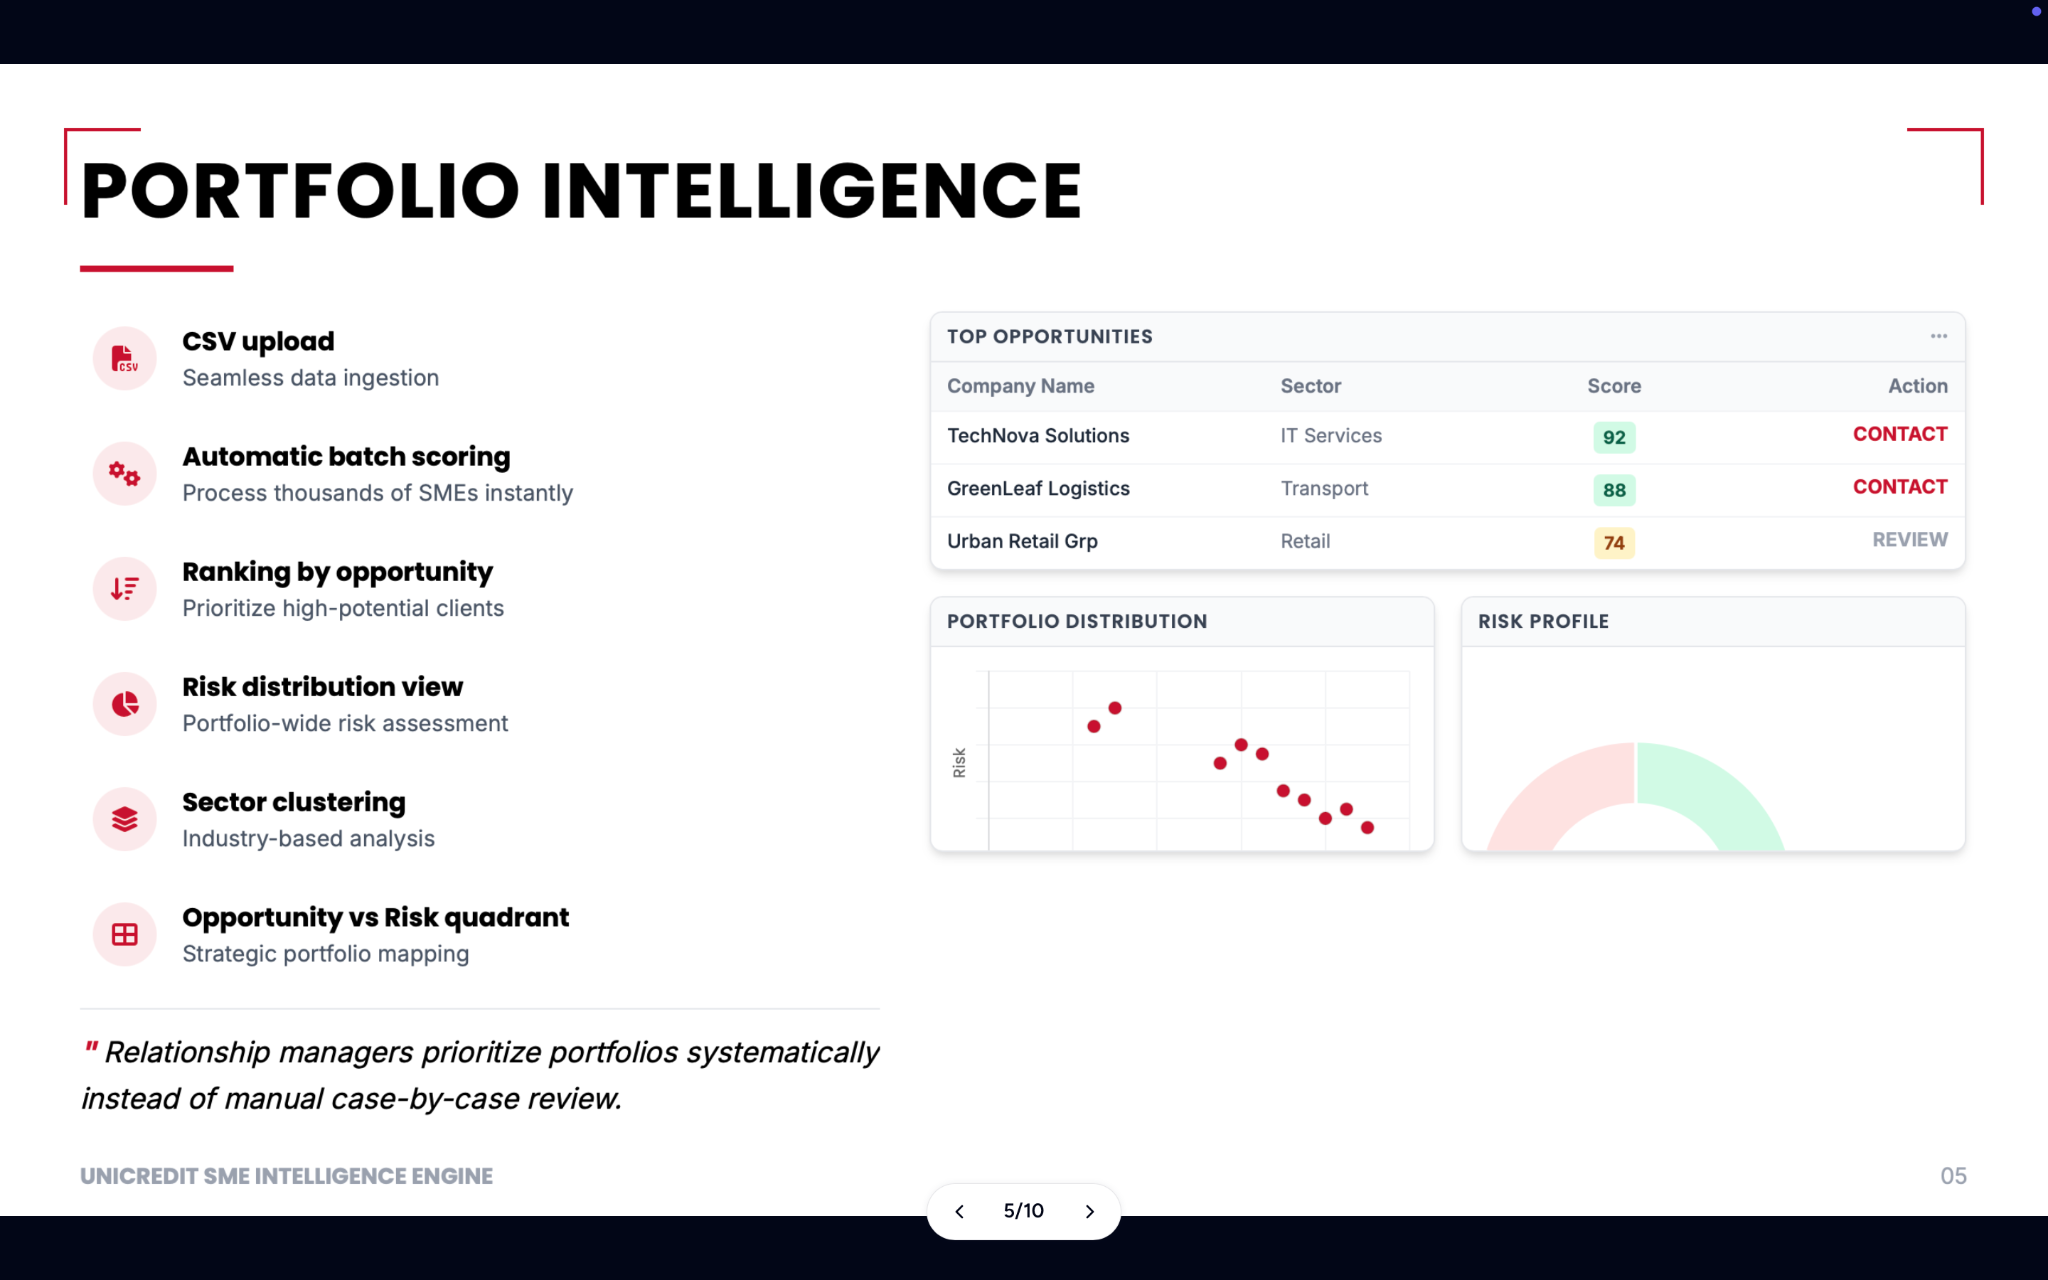 PORTFOLIO INTELLIGENCE
CSV
CSV upload
Seamless data ingestion
Automatic batch scoring
Process thousands of SMEs instantly
Ranking by opportunity
Prioritize high-potential clients
Risk distribution view
Portfolio-wide risk assessment
Sector clustering
Industry-based analysis
Opportunity vs Risk quadrant
Strategic portfolio mapping
" Relationship managers prioritize portfolios systematically
instead of manual case-by-case review.
TOP OPPORTUNITIES ...
Company Name Sector Score Action
TechNova Solutions IT Services 92 CONTACT
GreenLeaf Logistics Transport 88 CONTACT
Urban Retail Grp Retail 74 REVIEW
PORTFOLIO DISTRIBUTION
Risk
RISK PROFILE
UNICREDIT SME INTELLIGENCE ENGINE
05
5/10